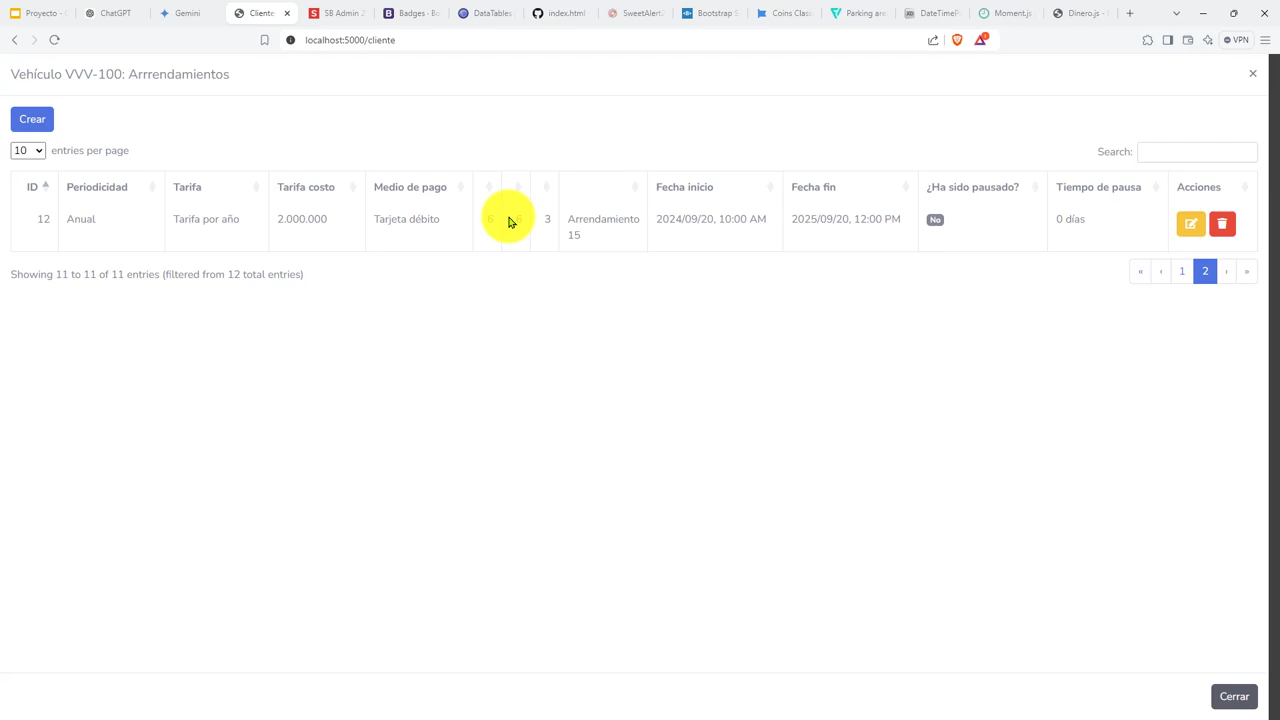 Proyecto -
ChatGPT
Gemini
Cliente
SB Admin 2
Badges - Bo
DataTables
index.html
SweetAlert
Bootstrap S
Coins Class
Parking are
DateTimeP
Moment.js
Dinero.js -
localhost:5000/cliente
VPN
Vehículo VVV-100: Arrrendamientos
×
Crear
10 entries per page
Search:
ID Periodicidad Tarifa Tarifa costo Medio de pago Fecha inicio Fecha fin ¿Ha sido pausado? Tiempo de pausa Acciones
12 Anual Tarifa por año 2.000.000 Tarjeta débito 6 3 Arrendamiento 2024/09/20, 10:00 AM 2025/09/20, 12:00 PM No 0 días
15
Showing 11 to 11 of 11 entries (filtered from 12 total entries)
« ‹ 1 2 › »
Cerrar